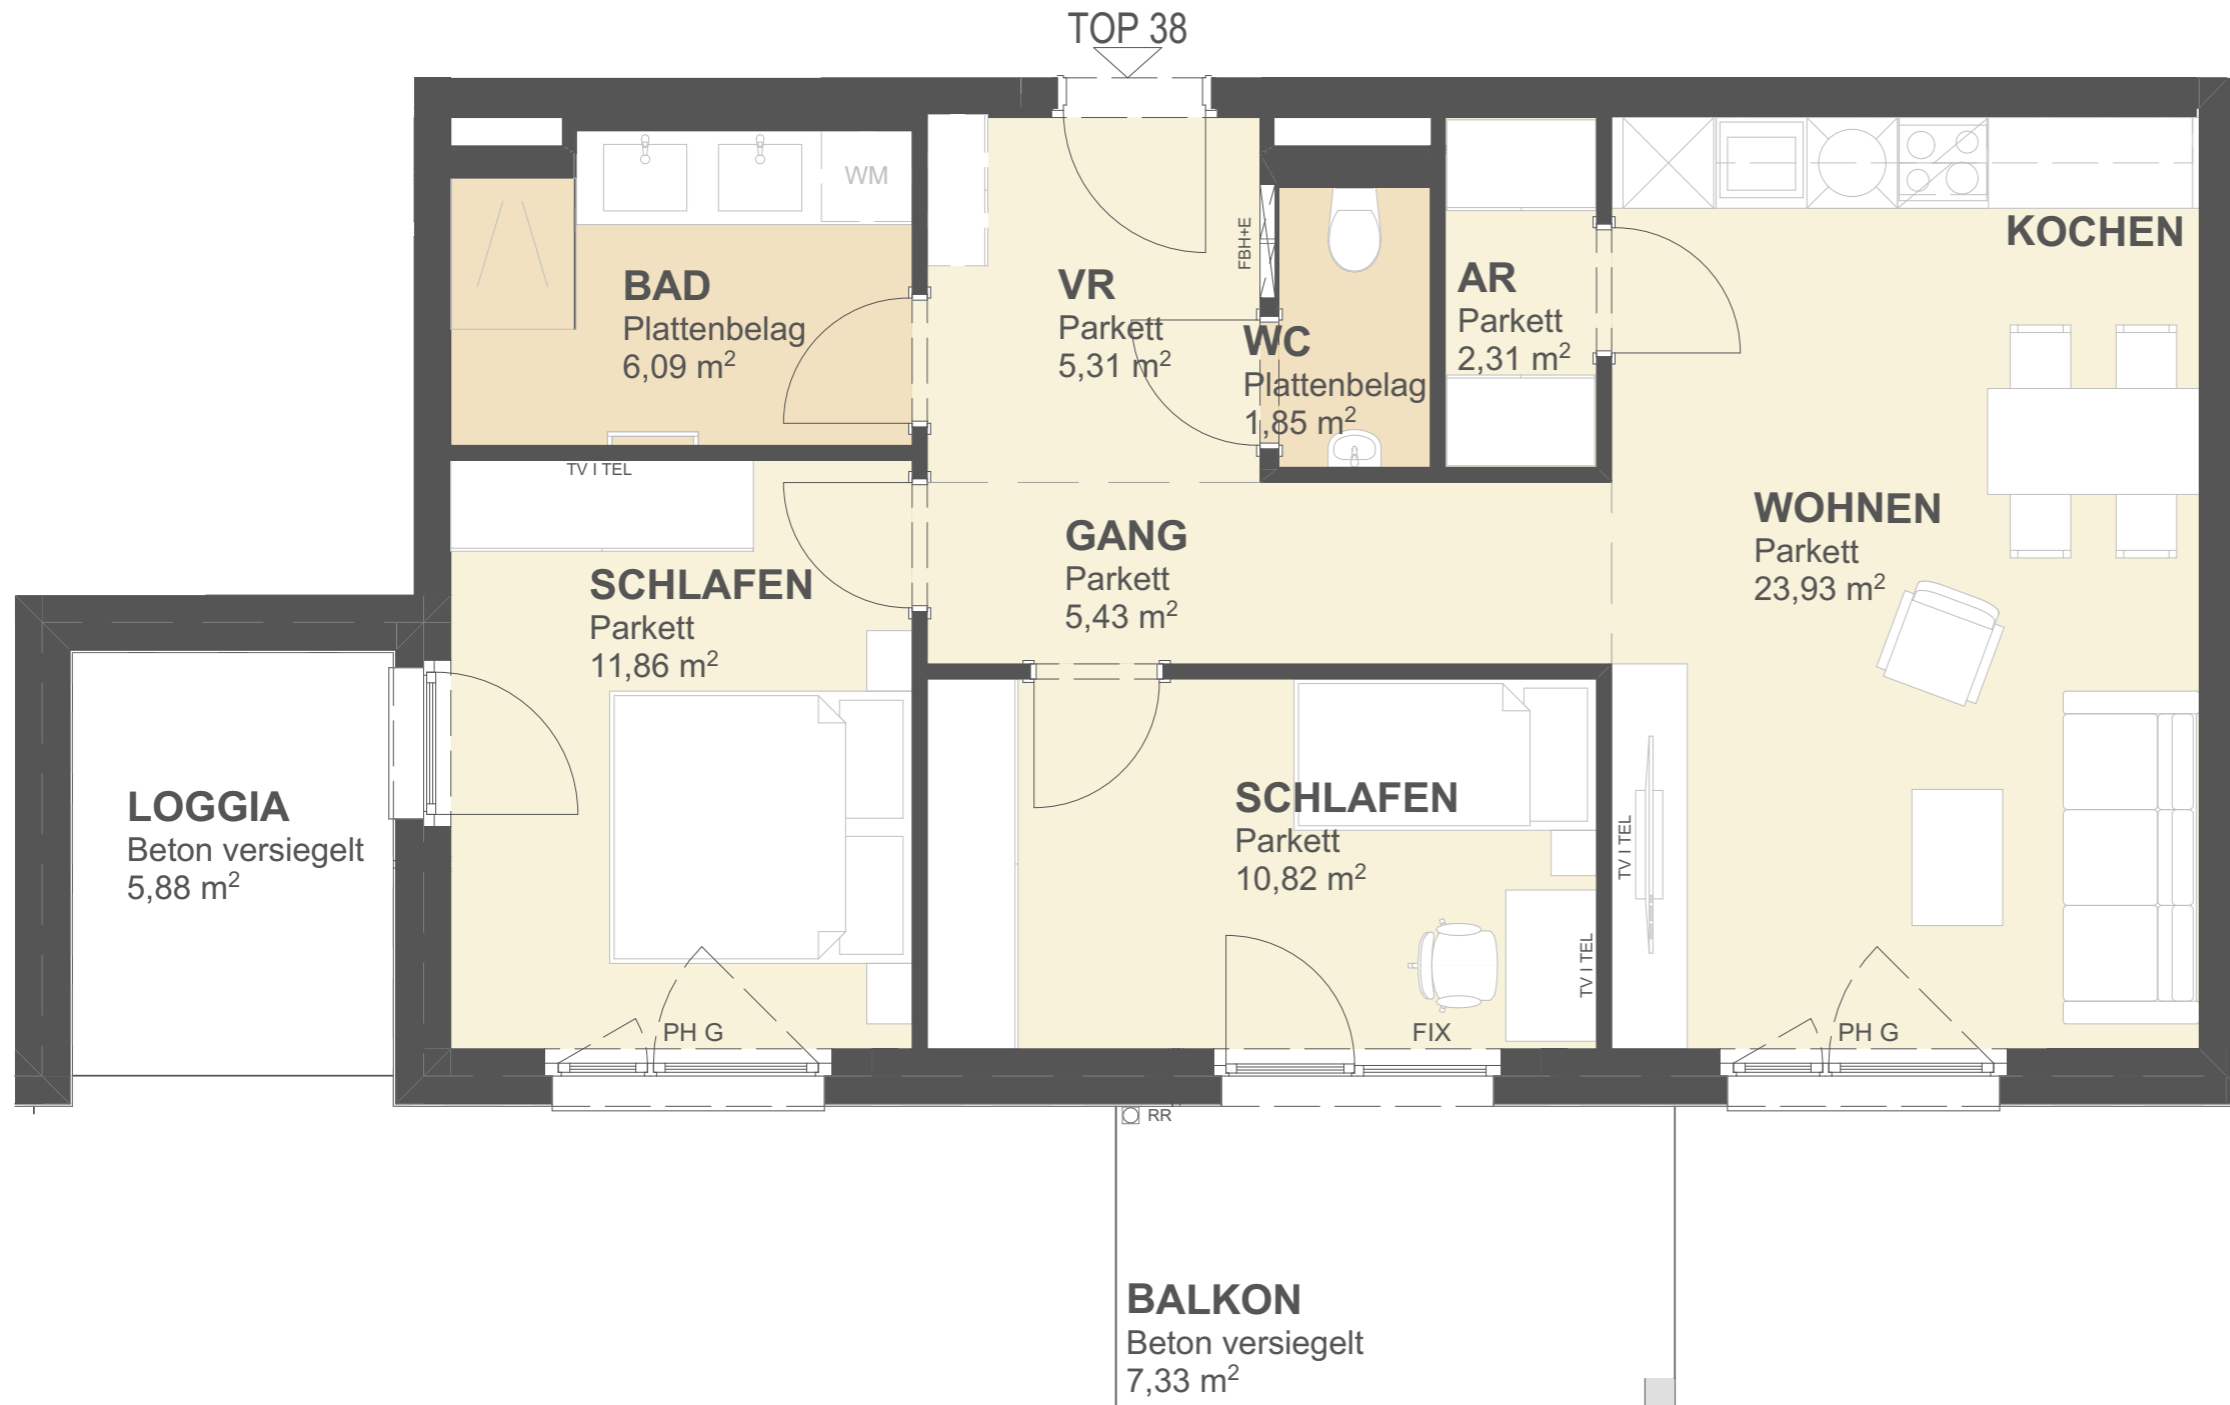 TOP 38
WM
BAD
Plattenbelag
6,09 m²
VR
Parkett
5,31 m²
FBH+E
WC
Plattenbelag
1,85 m²
AR
Parkett
2,31 m²
KOCHEN
TV I TEL
SCHLAFEN
Parkett
11,86 m²
GANG
Parkett
5,43 m²
WOHNEN
Parkett
23,93 m²
LOGGIA
Beton versiegelt
5,88 m²
SCHLAFEN
Parkett
10,82 m²
TV I TEL
TV I TEL
PH G
FIX
PH G
RR
BALKON
Beton versiegelt
7,33 m²